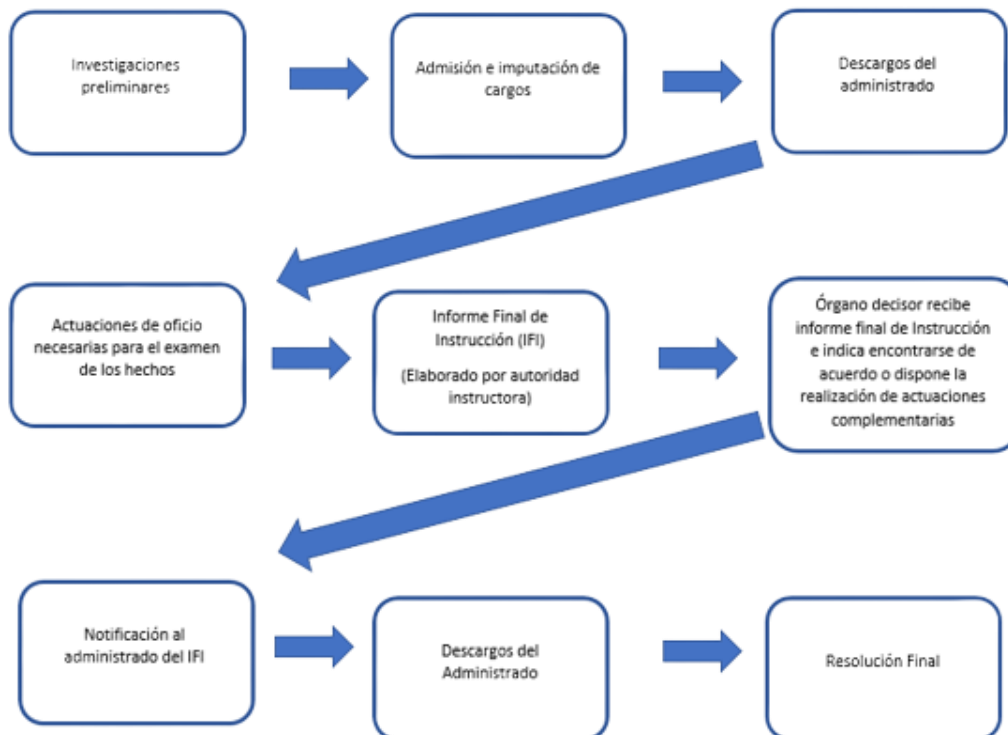 Investigaciones
preliminares
Admisión e imputación de
cargos
Descargos del
administrado
Actuaciones de oficio
necesarias para el examen
de los hechos
Informe Final de
Instrucción (IFI)
(Elaborado por autoridad
instructora)
Órgano decisor recibe
informe final de Instrucción
e indica encontrarse de
acuerdo o dispone la
realización de actuaciones
complementarias
Notificación al
administrado del IFI
Descargos del
Administrado
Resolución Final